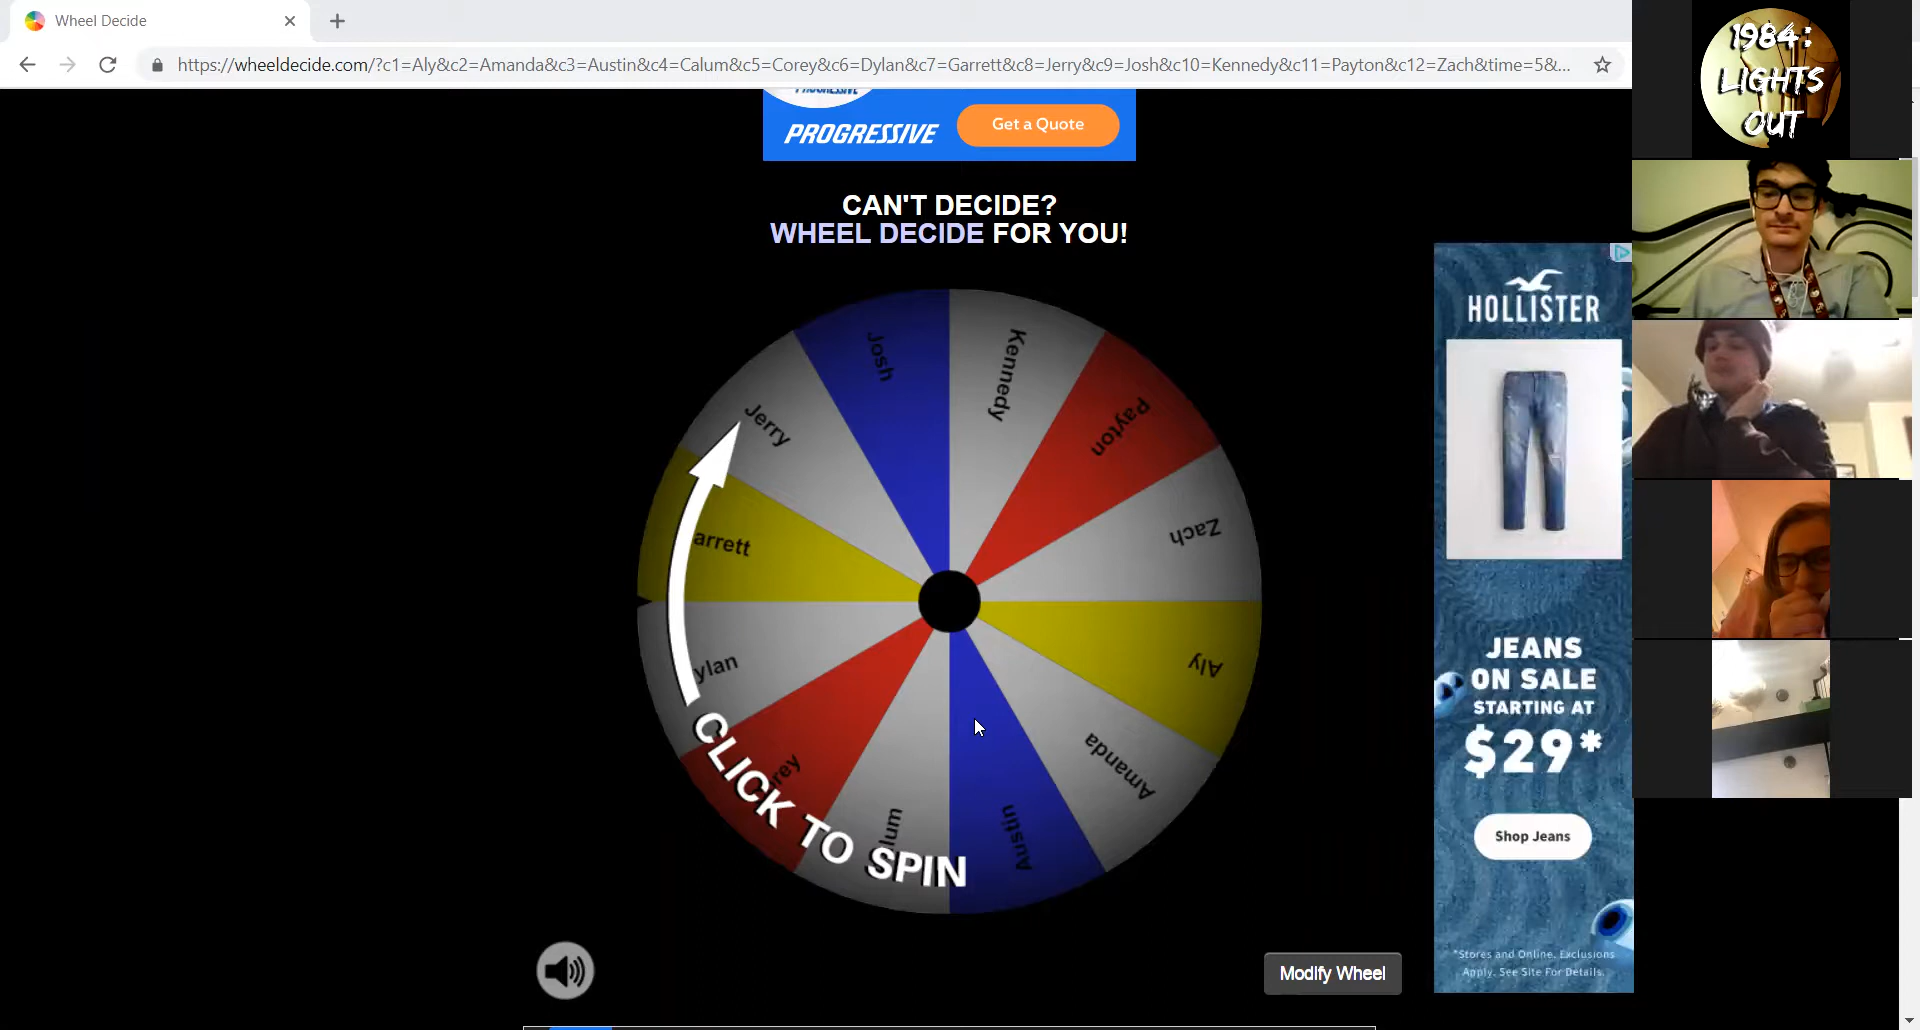 Wheel Decide
https://wheeldecide.com/?c1=Aly&c2=Amanda&c3=Austin&c4=Calum&c5=Corey&c6=Dylan&c7=Garrett&c8=Jerry&c9=Josh&c10=Kennedy&c11=Payton&c12=Zach&time=5&...
PROGRESSIVE
PROGRESSIVE
Get a Quote
CAN'T DECIDE?
WHEEL DECIDE FOR YOU!
Josh
Kennedy
Payton
Zach
Aly
Amanda
Austin
lum
rey
ylan
arrett
Jerry
CLICK TO SPIN
Modify Wheel
HOLLISTER
JEANS
ON SALE
STARTING AT
$29*
Shop Jeans
*Stores and Online. Exclusions
Apply. See Site For Details.
1984:
LIGHTS
OUT